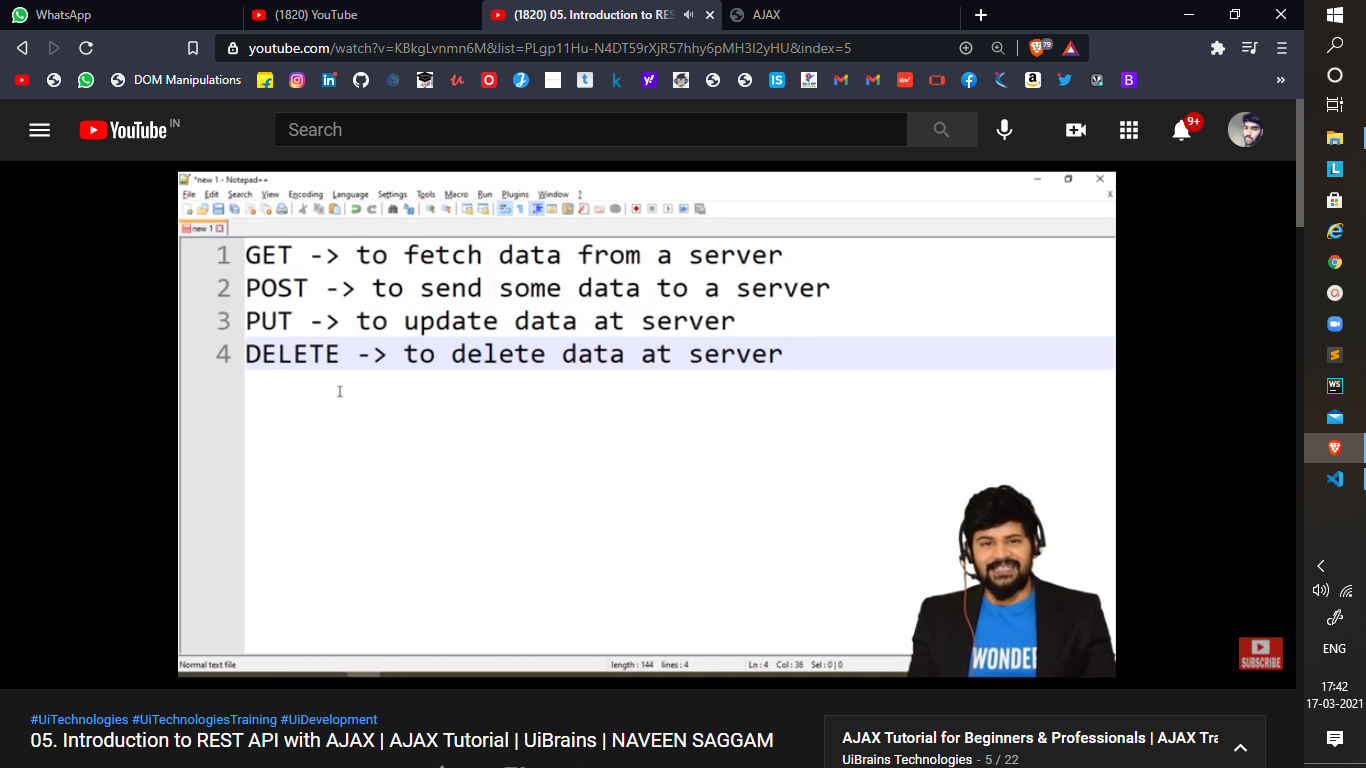 WhatsApp
(1820) YouTube
(1820) 05. Introduction to RES
AJAX
youtube.com/watch?v=KBkgLvnmn6M&list=PLgp11Hu-N4DT59rXjR57hhy6pMH3I2yHU&index=5
79
DOM Manipulations
»
YouTube IN
Search
9+
*new 1 - Notepad++
File Edit Search View Encoding Language Settings Tools Macro Run Plugins Window ?
X
new 1
1 GET -> to fetch data from a server
2 POST -> to send some data to a server
3 PUT -> to update data at server
4 DELETE -> to delete data at server
WONDER
Normal text file
length : 144 lines : 4
Ln : 4 Col : 36 Sel : 0 | 0
SUBSCRIBE
#UiTechnologies #UiTechnologiesTraining #UiDevelopment
05. Introduction to REST API with AJAX | AJAX Tutorial | UiBrains | NAVEEN SAGGAM
AJAX Tutorial for Beginners & Professionals | AJAX Tra
UiBrains Technologies - 5 / 22
ENG
17:42
17-03-2021